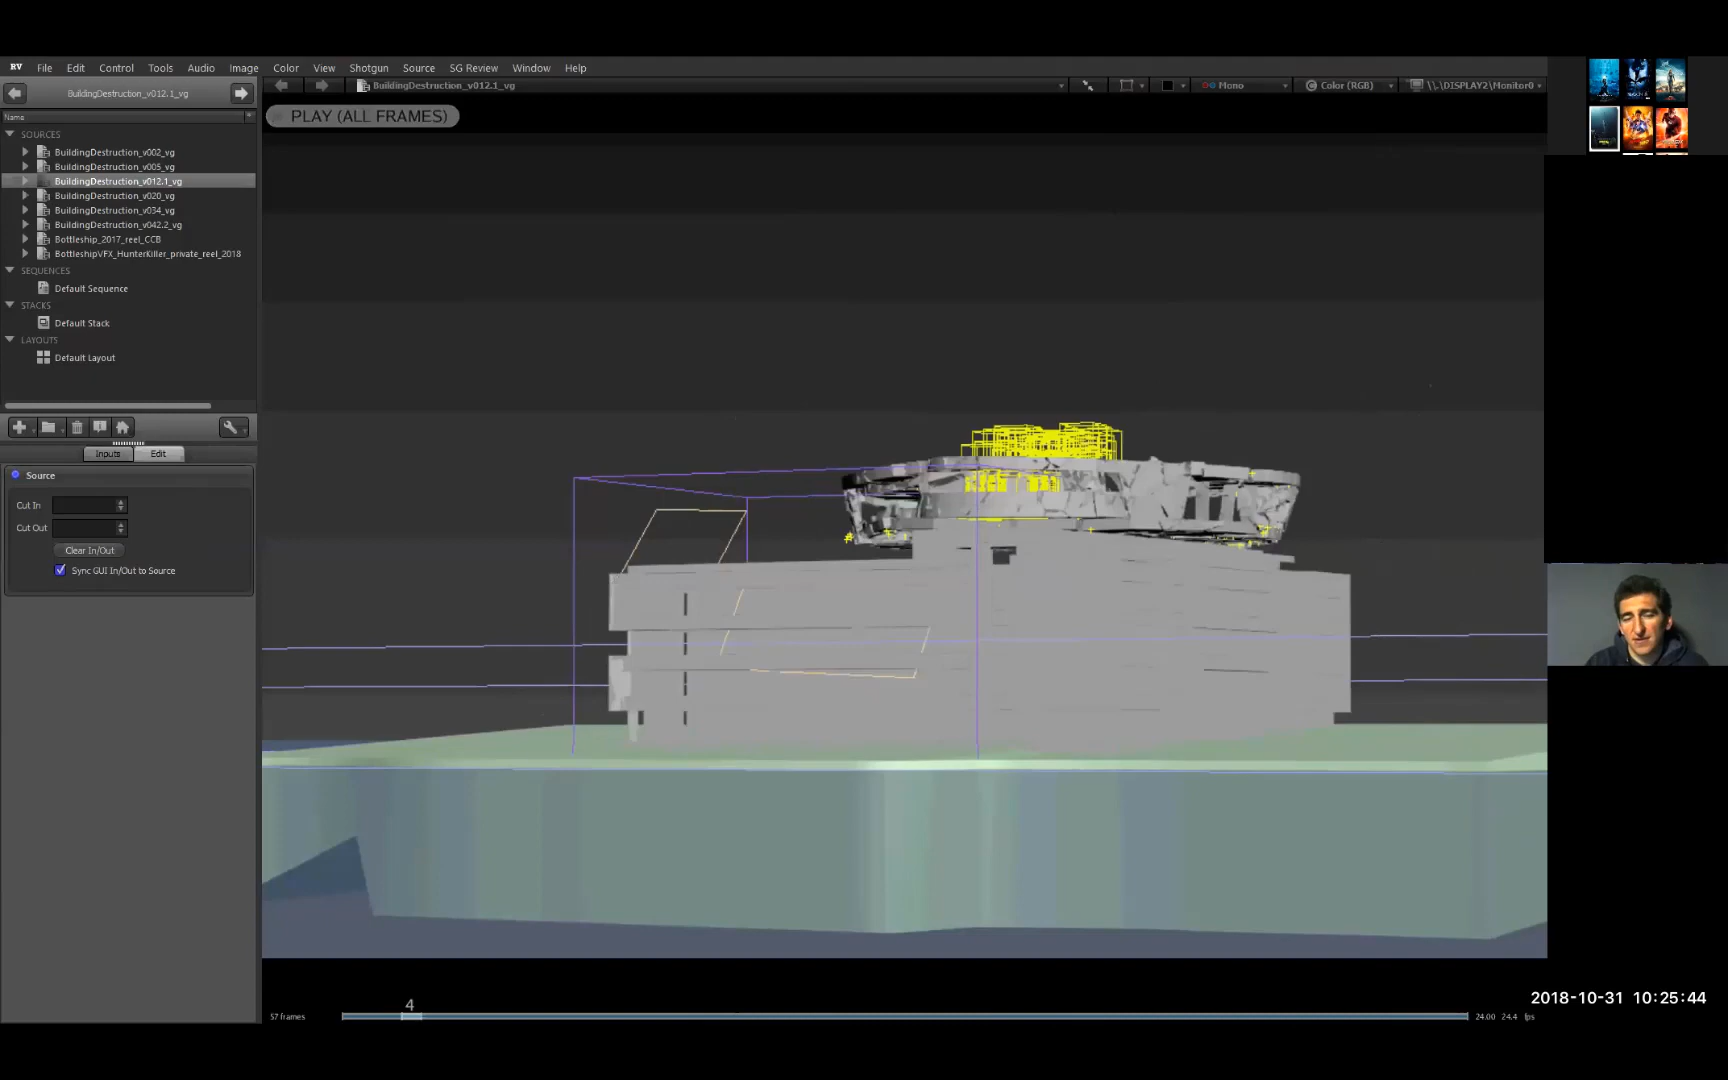 RV File Edit Control Tools Audio Image Color View Shotgun Source SG Review Window Help
BuildingDestruction_v012.1_vg
BuildingDestruction_v012.1_vg
Mono
Color (RGB)
\\.\DISPLAY2\Monitor0
Name
PLAY (ALL FRAMES)
SOURCES
BuildingDestruction_v002_vg
BuildingDestruction_v005_vg
BuildingDestruction_v012.1_vg
BuildingDestruction_v020_vg
BuildingDestruction_v034_vg
BuildingDestruction_v042.2_vg
Bottleship_2017_reel_CCB
BottleshipVFX_HunterKiller_private_reel_2018
SEQUENCES
Default Sequence
STACKS
Default Stack
LAYOUTS
Default Layout
Inputs Edit
Source
Cut In
Cut Out
Clear In/Out
Sync GUI In/Out to Source
2018-10-31 10:25:44
4
57 frames
24.00 24.4 fps